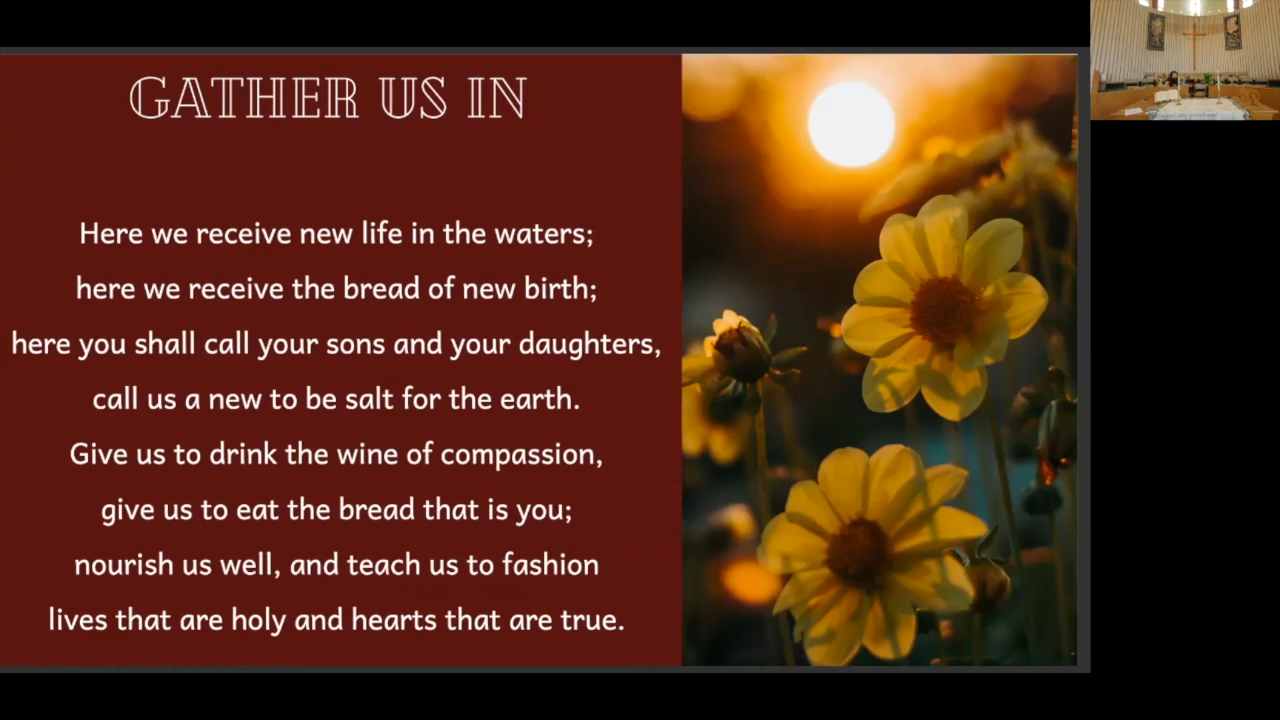 GATHER US IN
Here we receive new life in the waters;
here we receive the bread of new birth;
here you shall call your sons and your daughters,
call us a new to be salt for the earth.
Give us to drink the wine of compassion,
give us to eat the bread that is you;
nourish us well, and teach us to fashion
lives that are holy and hearts that are true.